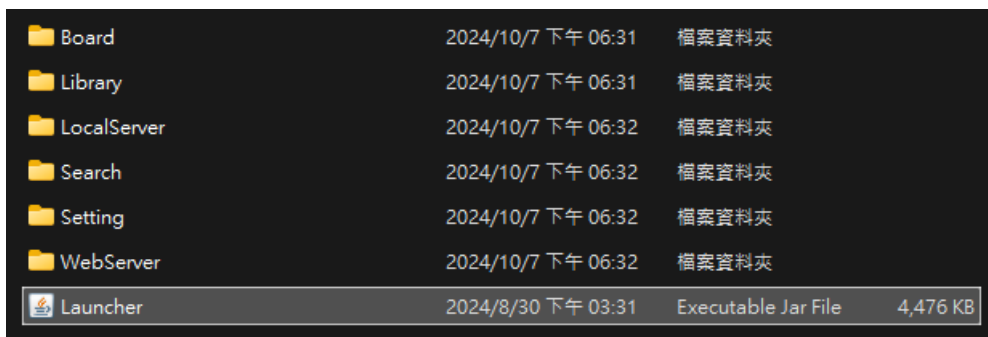 Board 2024/10/7 下午 06:31 檔案資料夾
Library 2024/10/7 下午 06:31 檔案資料夾
LocalServer 2024/10/7 下午 06:32 檔案資料夾
Search 2024/10/7 下午 06:32 檔案資料夾
Setting 2024/10/7 下午 06:32 檔案資料夾
WebServer 2024/10/7 下午 06:32 檔案資料夾
Launcher 2024/8/30 下午 03:31 Executable Jar File 4,476 KB